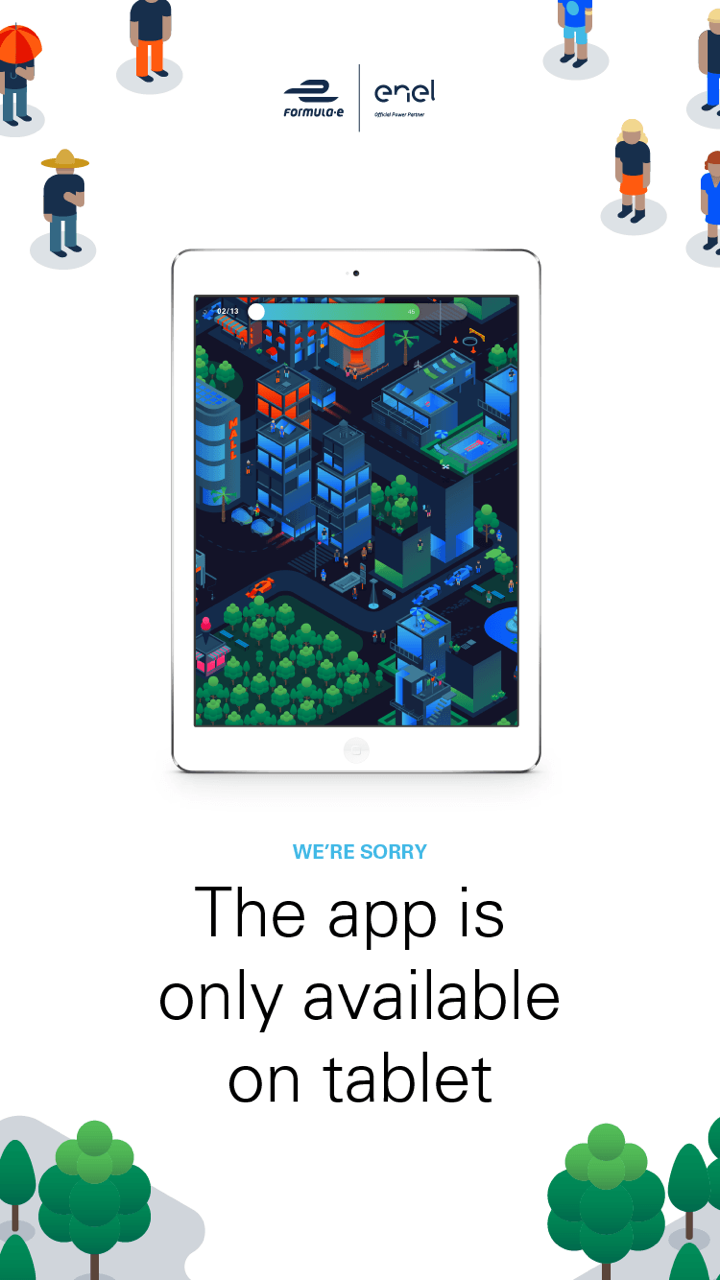 FORMULA-E
enel
Official Power Partner
02/13
46
MALL
WE'RE SORRY
The app is
only available
on tablet